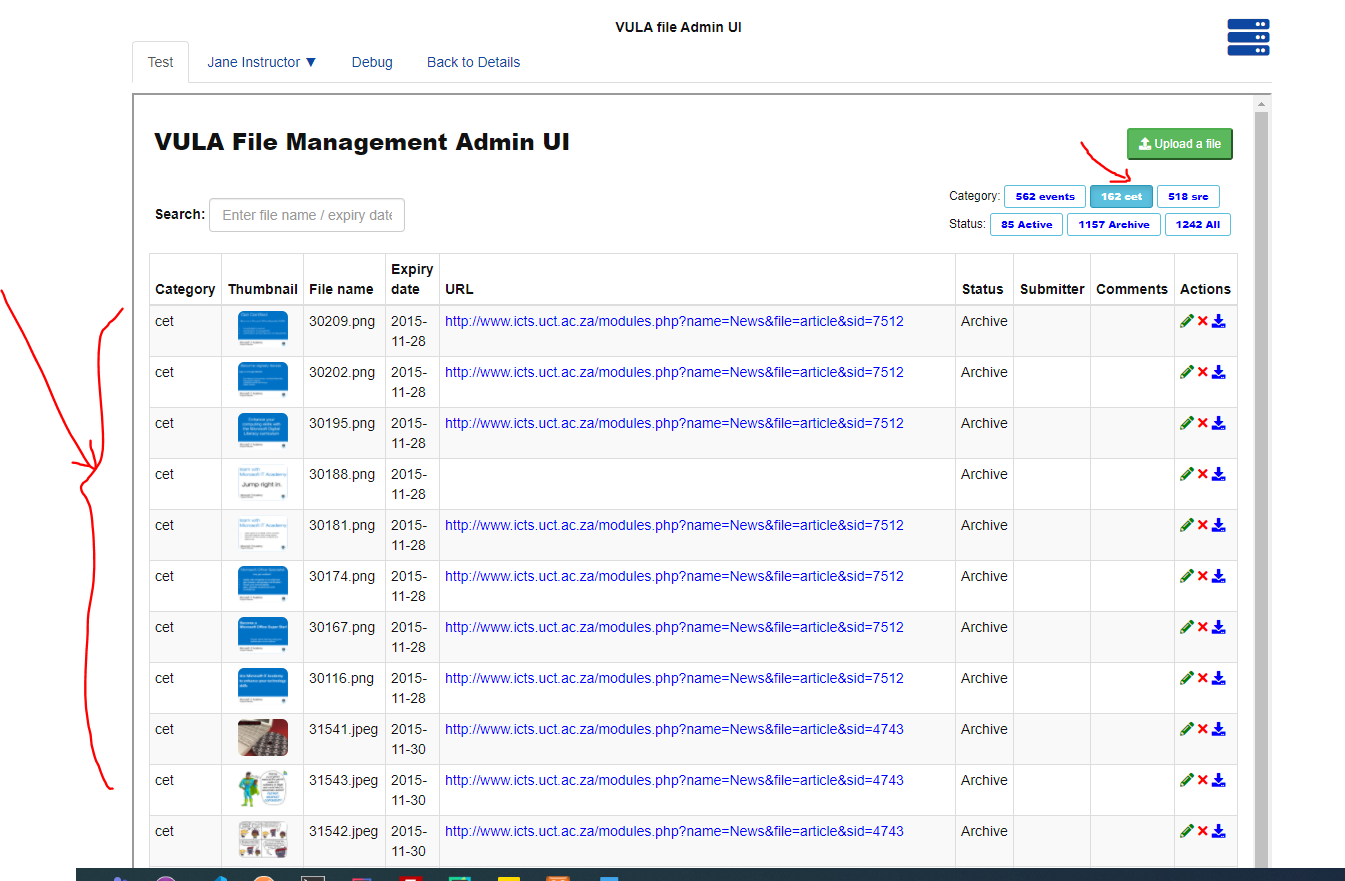 VULA file Admin UI
Test Jane Instructor ▼ Debug Back to Details
VULA File Management Admin UI
Upload a file
Category: 562 events 162 cet 518 src
Search: Enter file name / expiry date
Status: 85 Active 1157 Archive 1242 All
Category Thumbnail File name Expiry date URL Status Submitter Comments Actions
cet 30209.png 2015-11-28 http://www.icts.uct.ac.za/modules.php?name=News&file=article&sid=7512 Archive
cet 30202.png 2015-11-28 http://www.icts.uct.ac.za/modules.php?name=News&file=article&sid=7512 Archive
cet 30195.png 2015-11-28 http://www.icts.uct.ac.za/modules.php?name=News&file=article&sid=7512 Archive
cet Jump right in. 30188.png 2015-11-28 Archive
cet 30181.png 2015-11-28 http://www.icts.uct.ac.za/modules.php?name=News&file=article&sid=7512 Archive
cet 30174.png 2015-11-28 http://www.icts.uct.ac.za/modules.php?name=News&file=article&sid=7512 Archive
cet 30167.png 2015-11-28 http://www.icts.uct.ac.za/modules.php?name=News&file=article&sid=7512 Archive
cet 30116.png 2015-11-28 http://www.icts.uct.ac.za/modules.php?name=News&file=article&sid=7512 Archive
cet 31541.jpeg 2015-11-30 http://www.icts.uct.ac.za/modules.php?name=News&file=article&sid=4743 Archive
cet 31543.jpeg 2015-11-30 http://www.icts.uct.ac.za/modules.php?name=News&file=article&sid=4743 Archive
cet 31542.jpeg 2015-11-30 http://www.icts.uct.ac.za/modules.php?name=News&file=article&sid=4743 Archive